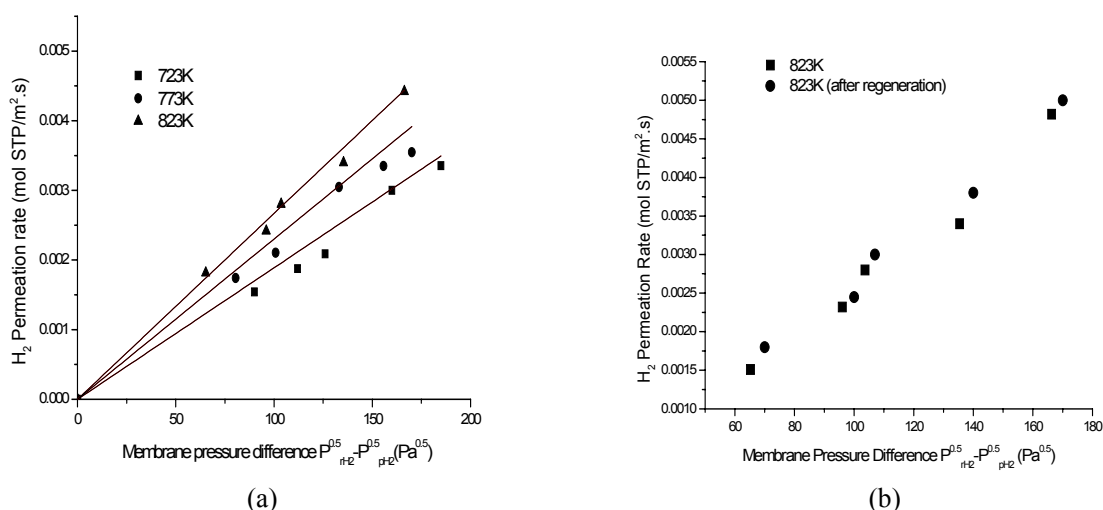 0.005
0.004
0.003
0.002
0.001
0.000
H2 Permeation rate (mol STP/m2.s)
723K
773K
823K
0 50 100 150 200
Membrane pressure difference P0.5rH2-P0.5pH2(Pa0.5)
(a)
0.0055
0.0050
0.0045
0.0040
0.0035
0.0030
0.0025
0.0020
0.0015
0.0010
H2 Permeation Rate (mol STP/m2.s)
823K
823K (after regeneration)
60 80 100 120 140 160 180
Membrane Pressure Difference P0.5rH2-P0.5pH2 (Pa0.5)
(b)